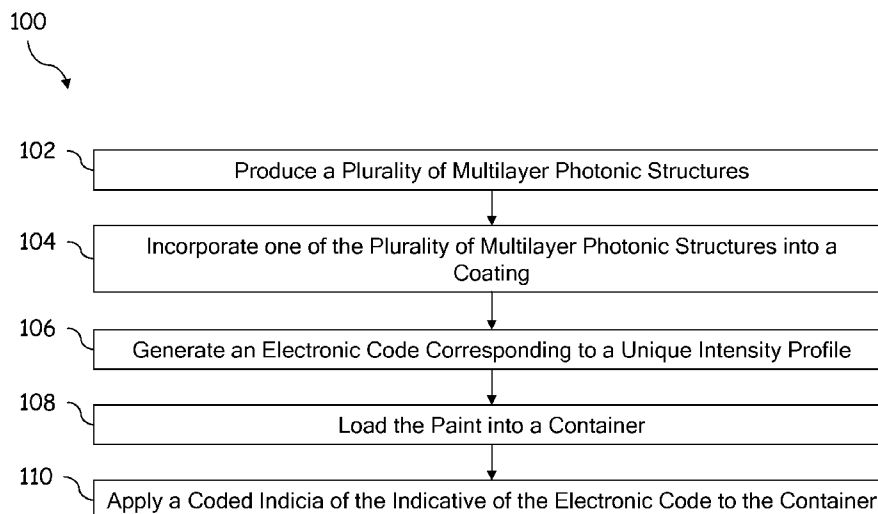 100
102
Produce a Plurality of Multilayer Photonic Structures
104
Incorporate one of the Plurality of Multilayer Photonic Structures into a
Coating
106
Generate an Electronic Code Corresponding to a Unique Intensity Profile
108
Load the Paint into a Container
110
Apply a Coded Indicia of the Indicative of the Electronic Code to the Container